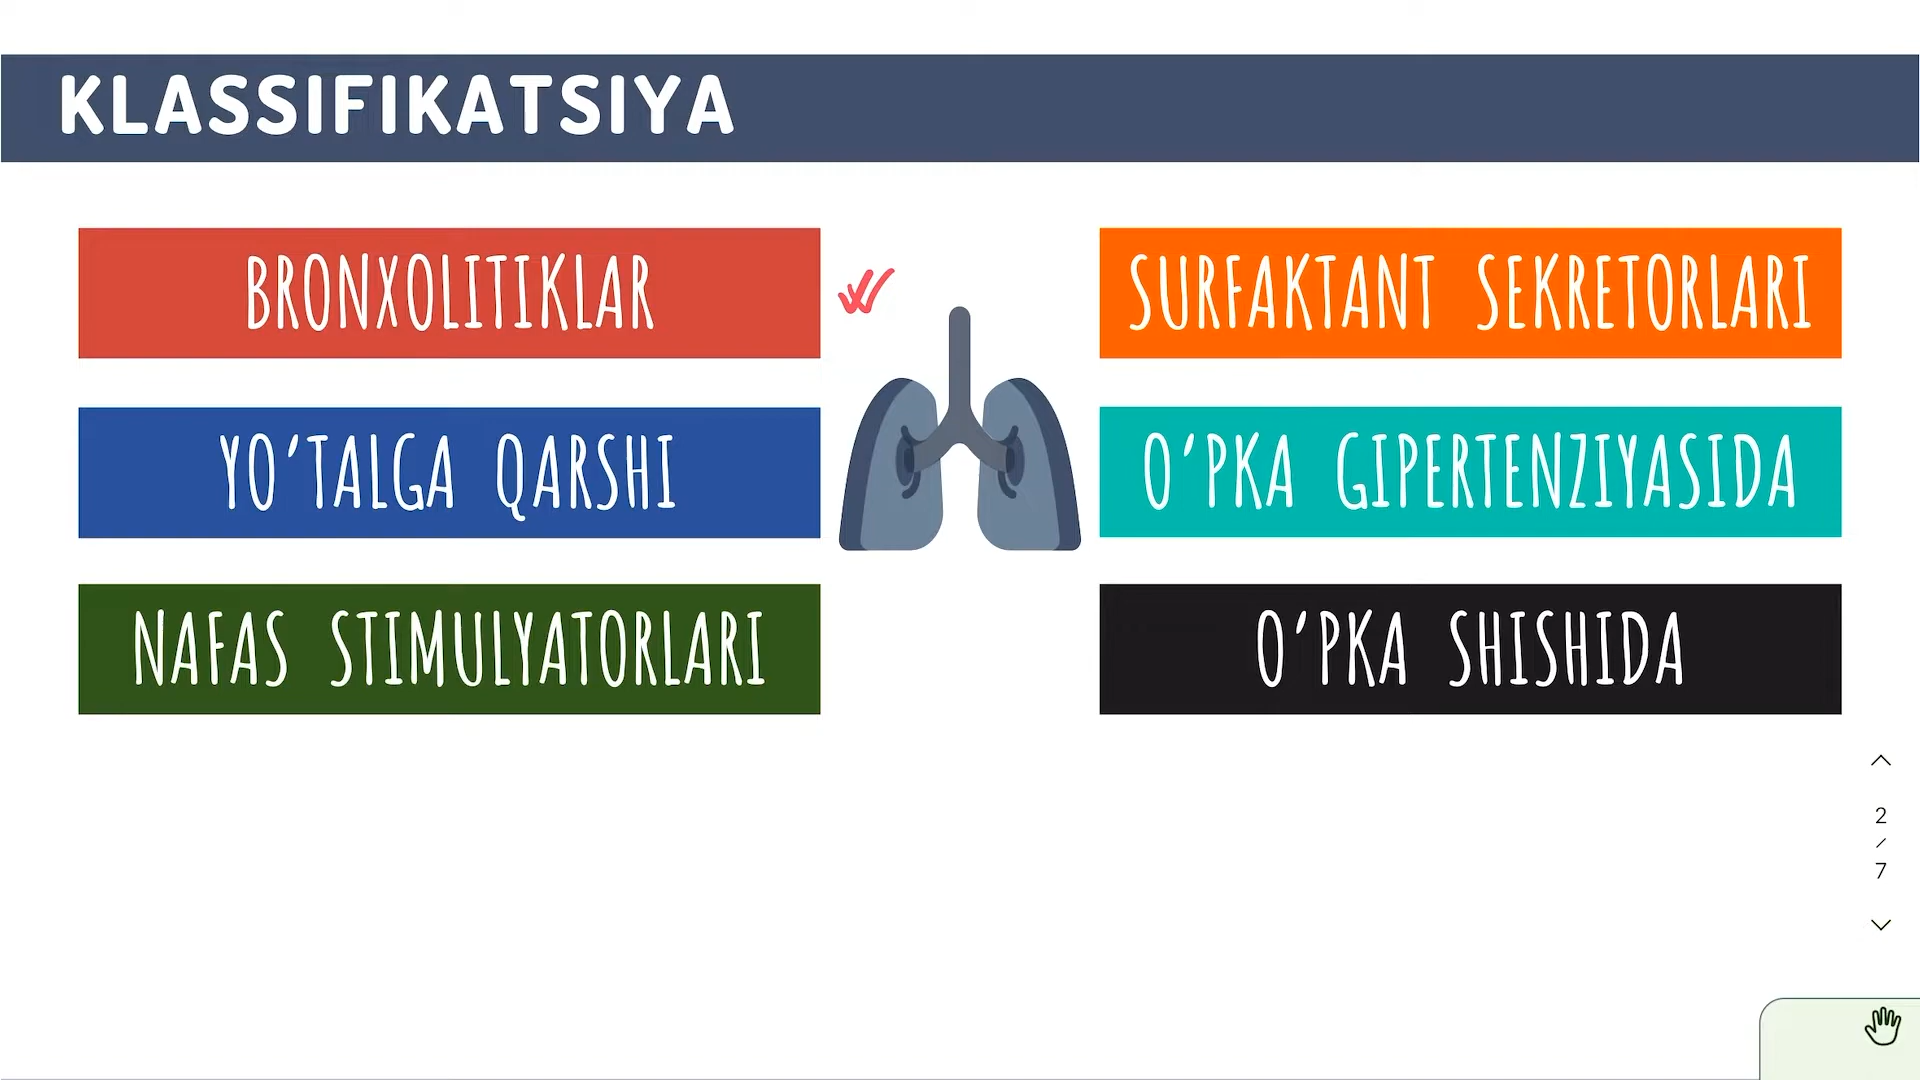 KLASSIFIKATSIYA
BRONXOLITIKLAR
YO’TALGA QARSHI
NAFAS STIMULYATORLARI
SURFAKTANT SEKRETORLARI
O’PKA GIPERTENZIYASIDA
O’PKA SHISHIDA
2
/
7